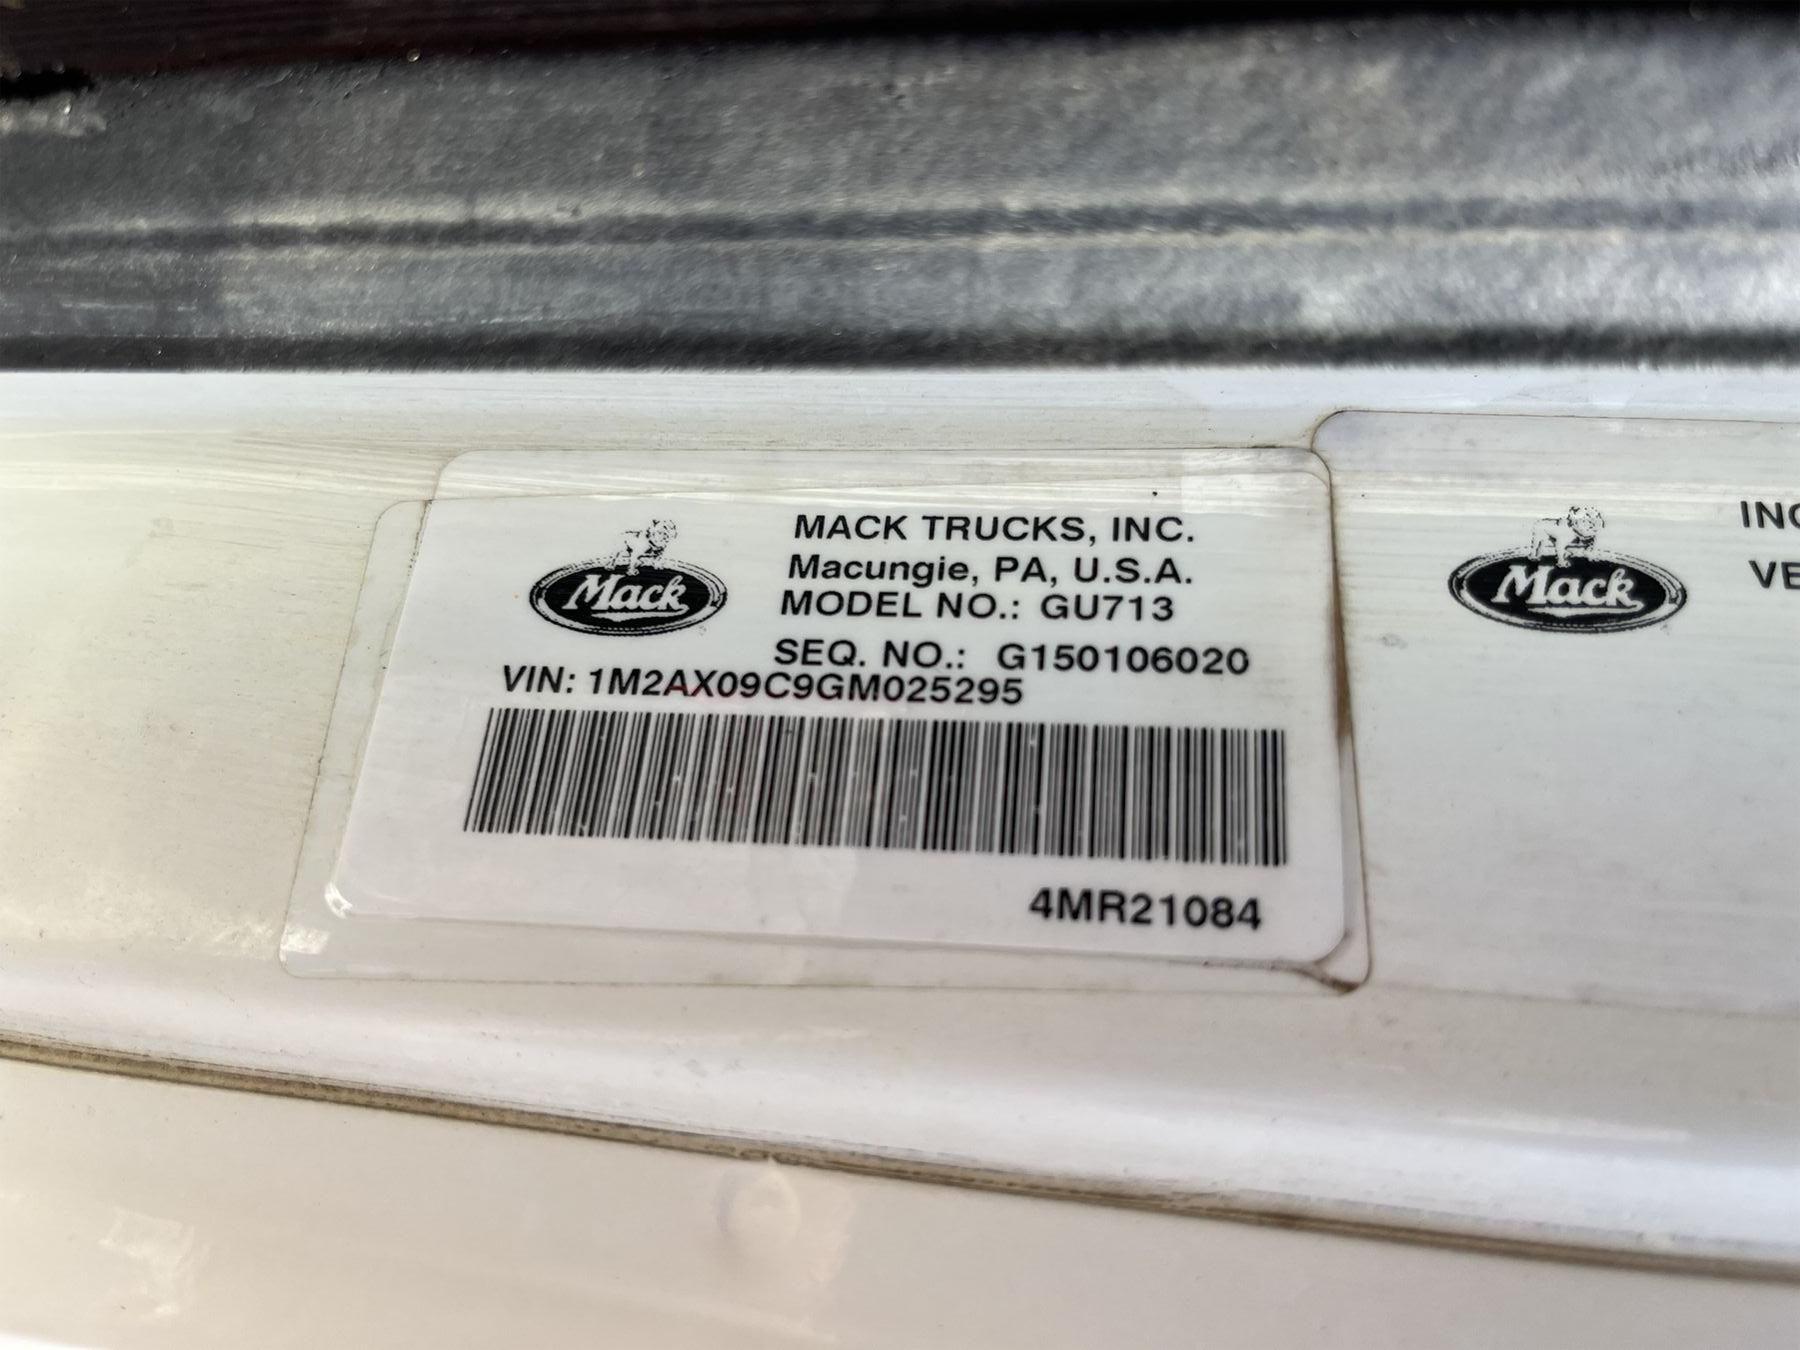 Mack
MACK TRUCKS, INC.
Macungie, PA, U.S.A.
MODEL NO.: GU713
SEQ. NO.: G150106020
VIN: 1M2AX09C9GM025295
4MR21084
Mack
INC
VE